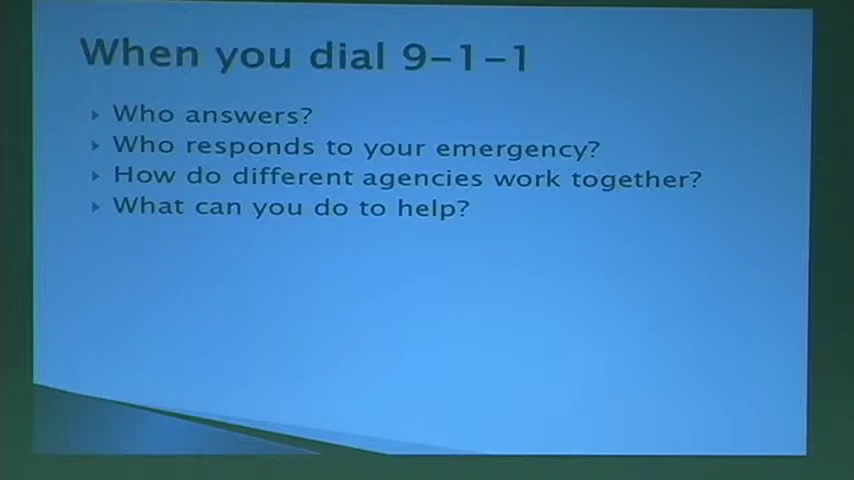 When you dial 9-1-1
Who answers?
Who responds to your emergency?
How do different agencies work together?
What can you do to help?